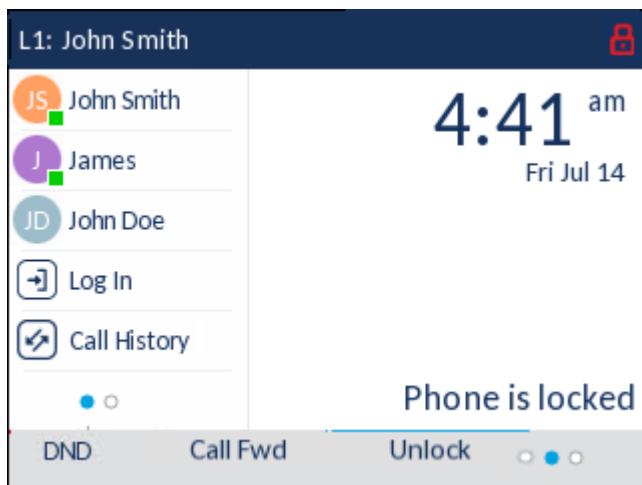 L1: John Smith
JS John Smith
J James
JD John Doe
Log In
Call History
4:41 am
Fri Jul 14
Phone is locked
DND Call Fwd Unlock